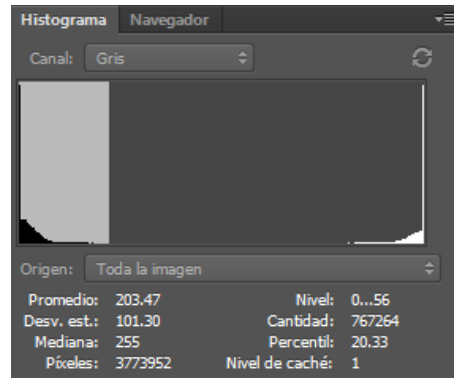 Histograma Navegador
Canal: Gris
Origen: Toda la imagen
Promedio: 203.47 Nivel: 0...56
Desv. est.: 101.30 Cantidad: 767264
Mediana: 255 Percentil: 20.33
Píxeles: 3773952 Nivel de caché: 1